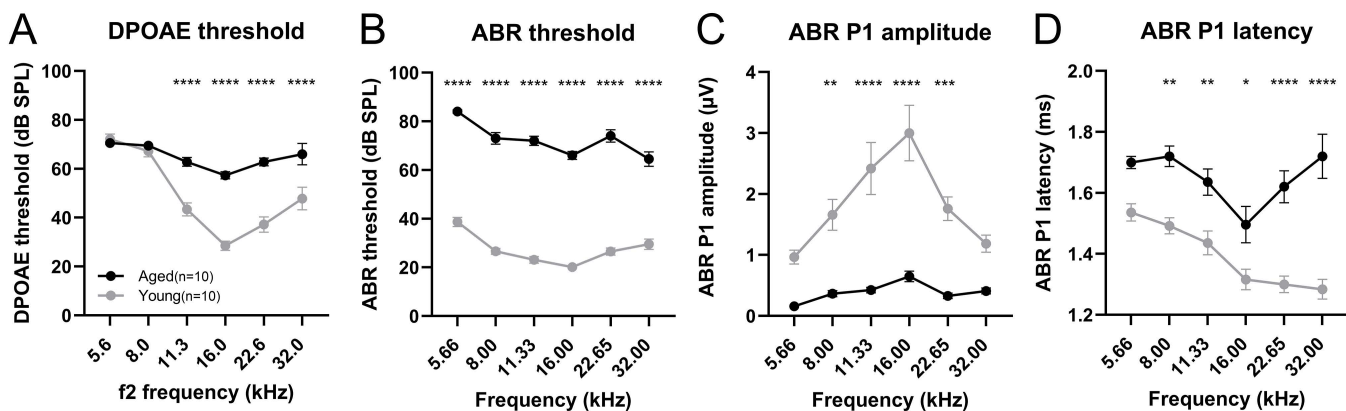 A DPOAE threshold
DPOAE threshold (dB SPL)
100
80
60
40
20
0
**** **** **** ****
Aged(n=10)
Young(n=10)
5.6 8.0 11.3 16.0 22.6 32.0
f2 frequency (kHz)
B ABR threshold
ABR threshold (dB SPL)
100
80
60
40
20
0
**** **** **** **** **** ****
5.66 8.00 11.33 16.00 22.65 32.00
Frequency (kHz)
C ABR P1 amplitude
ABR P1 amplitude (μV)
4
3
2
1
0
** **** **** ***
5.66 8.00 11.33 16.00 22.65 32.00
Frequency (kHz)
D ABR P1 latency
ABR P1 latency (ms)
2.0
1.8
1.6
1.4
1.2
** ** * **** ****
5.66 8.00 11.33 16.00 22.65 32.00
Frequency (kHz)